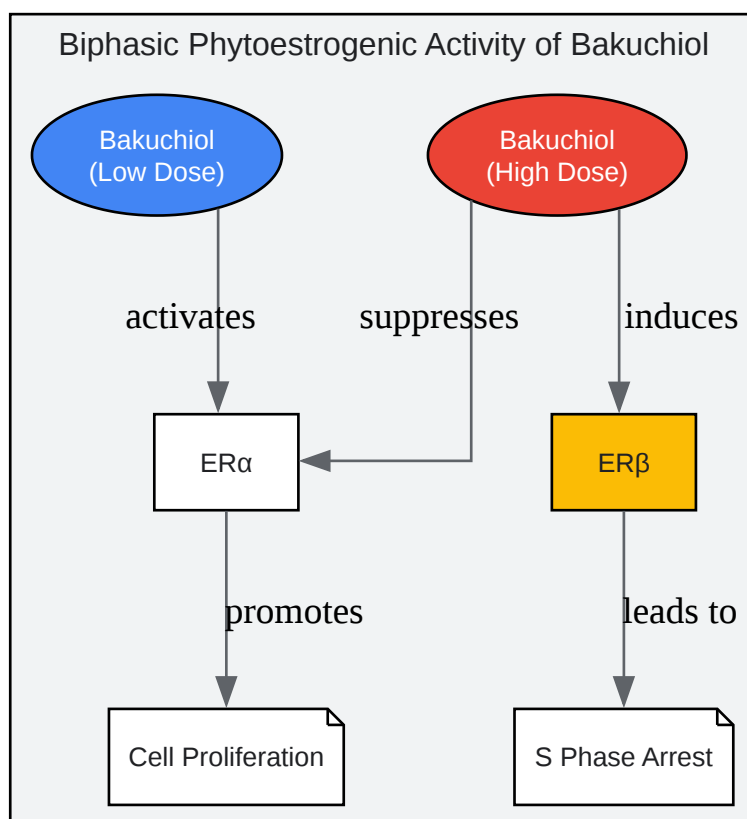 Biphasic Phytoestrogenic Activity of Bakuchiol
Bakuchiol
(Low Dose)
Bakuchiol
(High Dose)
activates
suppresses
induces
ERα
ERβ
promotes
leads to
Cell Proliferation
S Phase Arrest